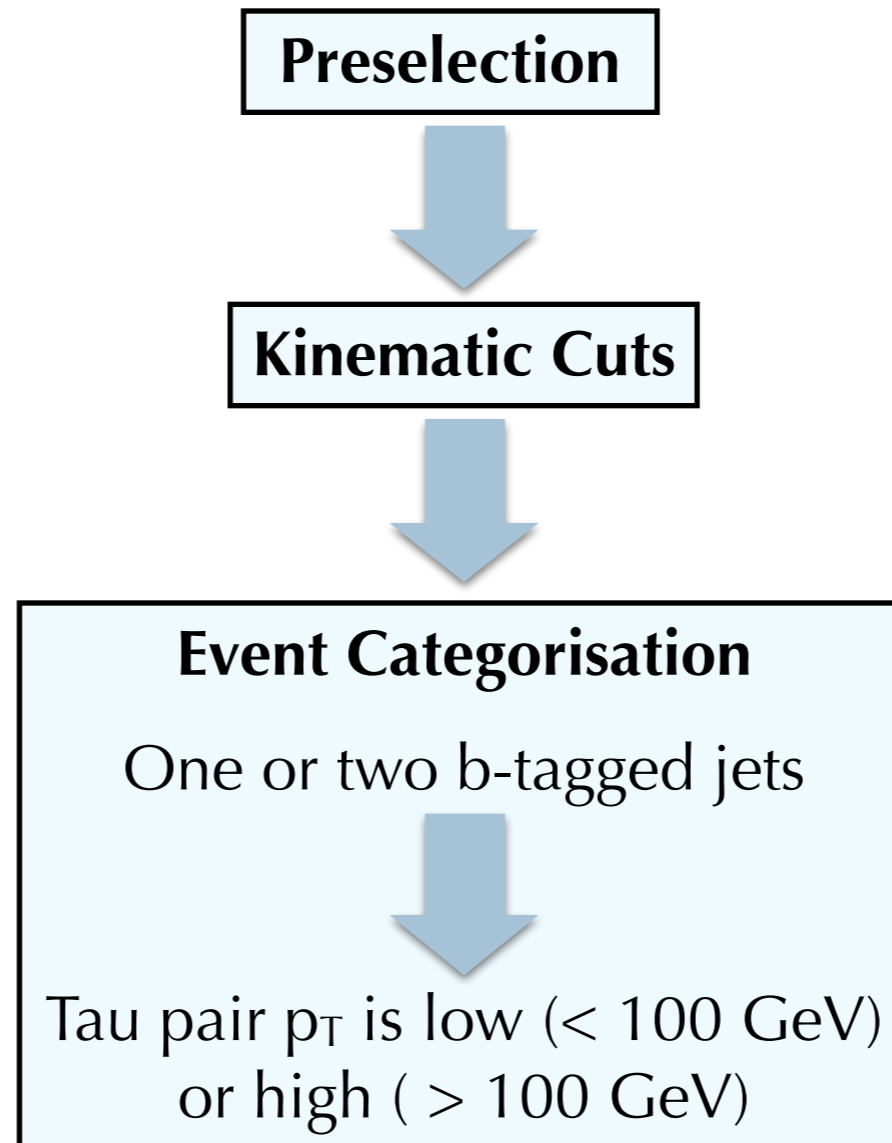 Preselection
Kinematic Cuts
Event Categorisation
One or two b-tagged jets
Tau pair pT is low (< 100 GeV)
or high ( > 100 GeV)